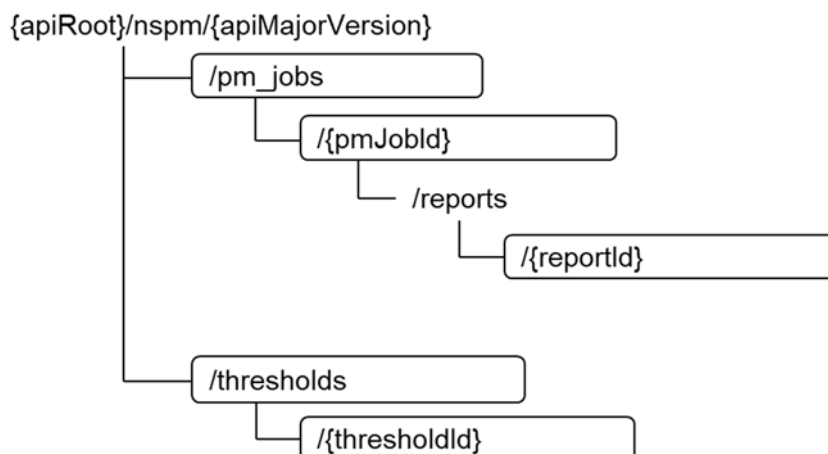 {apiRoot}/nspm/{apiMajorVersion}
/pm_jobs
/{pmJobId}
/reports
/{reportId}
/thresholds
/{thresholdId}